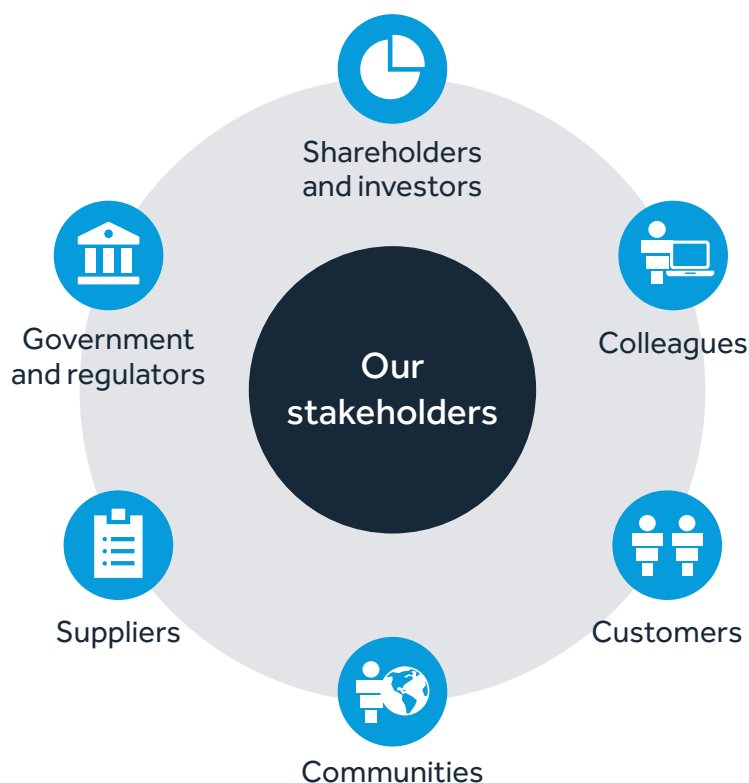 Shareholders
and investors
Government
and regulators
Colleagues
Our
stakeholders
Suppliers
Customers
Communities